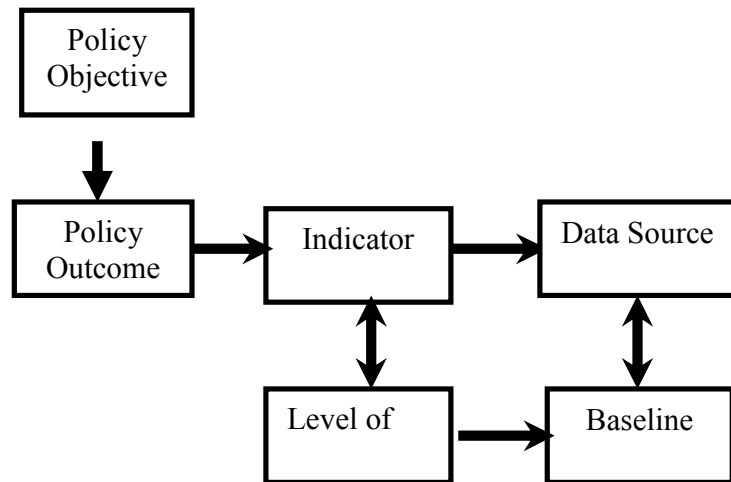 Policy
Objective
Policy
Outcome
Indicator
Data Source
Level of
Baseline